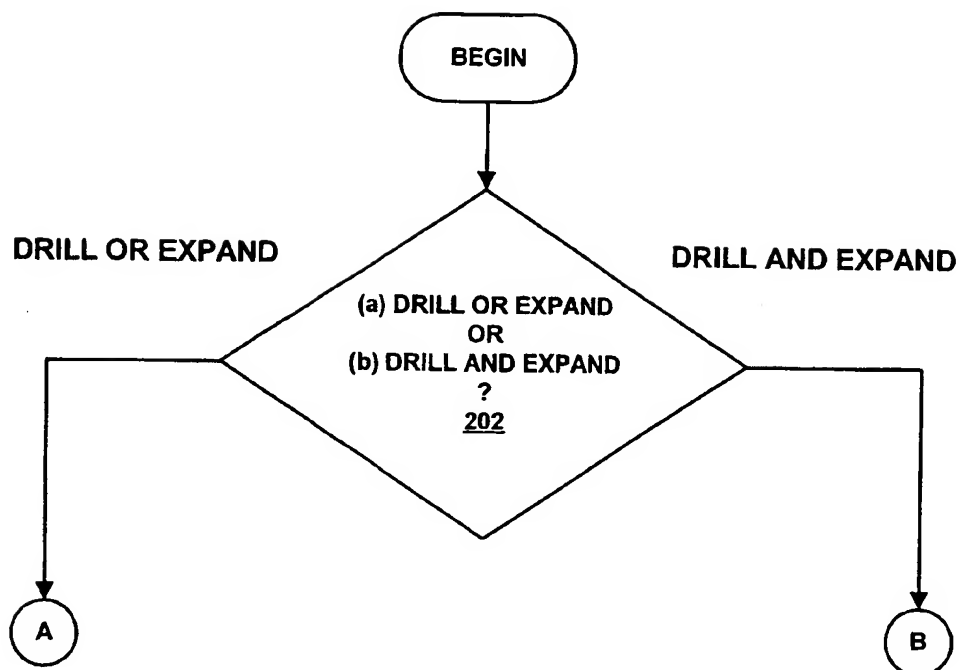 BEGIN
DRILL OR EXPAND
DRILL AND EXPAND
(a) DRILL OR EXPAND
OR
(b) DRILL AND EXPAND
?
202
A
B